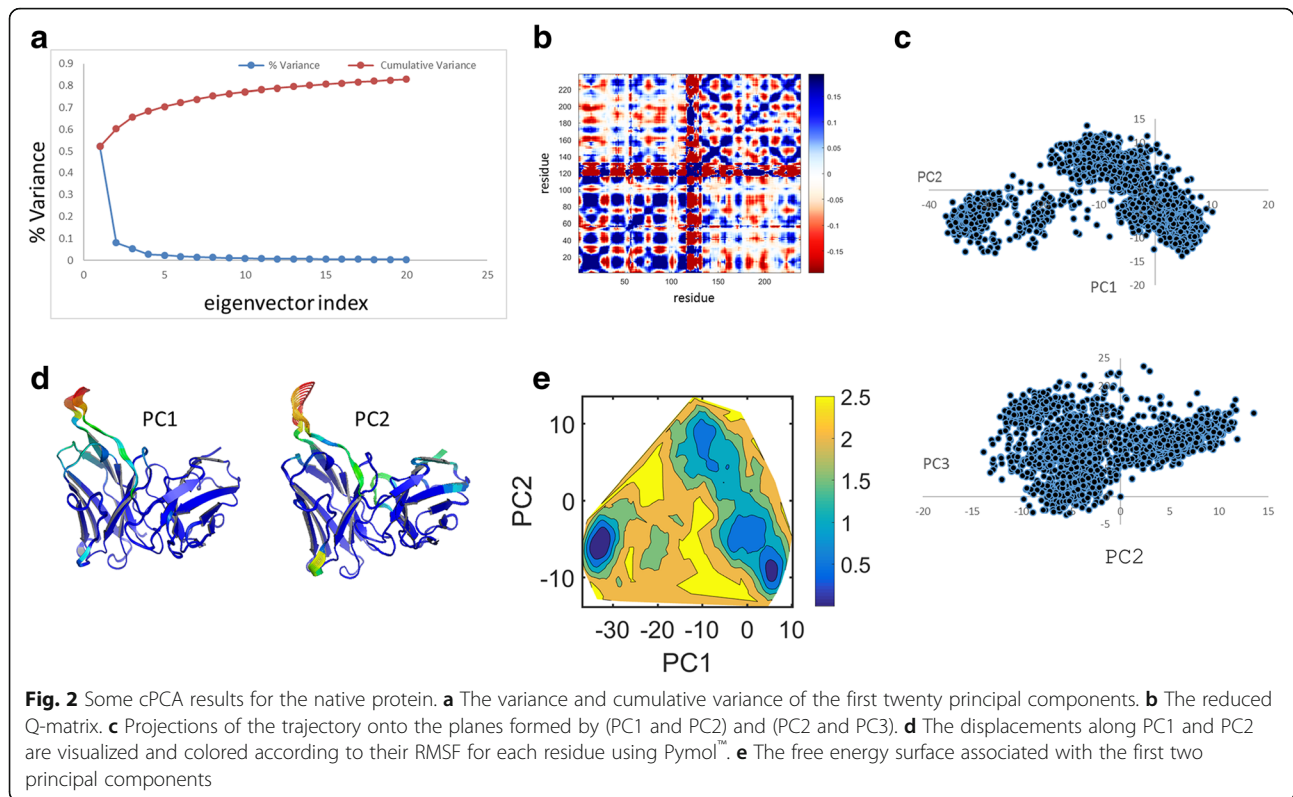 a
% Variance
Cumulative Variance
0.9
0.8
0.7
0.6
0.5
0.4
0.3
0.2
0.1
0
0 5 10 15 20 25
% Variance
eigenvector index
b
220
200
180
160
140
120
100
80
60
40
20
50 100 150 200
residue
residue
0.15
0.1
0.05
0
-0.05
-0.1
-0.15
c
15
PC2
-40 -10 10 20
-5
-10
-15
-20
PC1
25
PC3
-20 -15 -10 -5 0 5 10 15
-5
PC2
d
PC1
PC2
e
10
0
-10
PC2
-30 -20 -10 0 10
PC1
2.5
2
1.5
1
0.5
Fig. 2 Some cPCA results for the native protein. a The variance and cumulative variance of the first twenty principal components. b The reduced
Q-matrix. c Projections of the trajectory onto the planes formed by (PC1 and PC2) and (PC2 and PC3). d The displacements along PC1 and PC2
are visualized and colored according to their RMSF for each residue using Pymol™. e The free energy surface associated with the first two
principal components